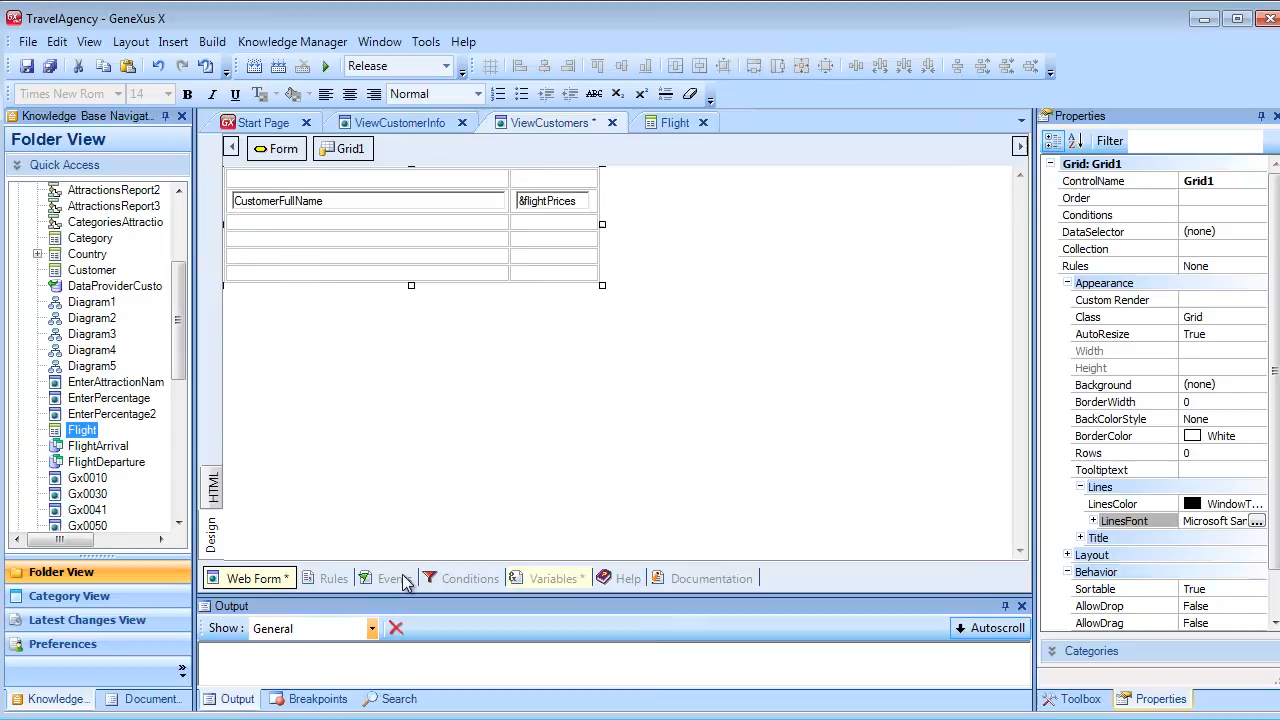 TravelAgency - GeneXus X
File Edit View Layout Insert Build Knowledge Manager Window Tools Help
Release
Times New Rom 14 B I U Normal ABC
Knowledge Base Navigat...
Start Page
ViewCustomerInfo
ViewCustomers *
Flight
Properties
Folder View
Form
Grid1
Filter
Quick Access
AttractionsReport2
AttractionsReport3
CategoriesAttractio
Category
Country
Customer
DataProviderCusto
Diagram1
Diagram2
Diagram3
Diagram4
Diagram5
EnterAttractionNam
EnterPercentage
EnterPercentage2
Flight
FlightArrival
FlightDeparture
Gx0010
Gx0030
Gx0041
Gx0050
CustomerFullName
&flightPrices
Grid: Grid1
ControlName Grid1
Order
Conditions
DataSelector (none)
Collection
Rules None
Appearance
Custom Render
Class Grid
AutoResize True
Width
Height
Background (none)
BorderWidth 0
BackColorStyle None
BorderColor White
Rows 0
Tooltiptext
Lines
LinesColor WindowT...
LinesFont Microsoft Sar ...
Title
Layout
Behavior
Sortable True
AllowDrop False
AllowDrag False
HTML
Design
Folder View
Category View
Latest Changes View
Preferences
Web Form *
Rules
Conditions
Variables *
Help
Documentation
Output
Show : General
Autoscroll
Categories
Knowledge...
Document...
Output
Breakpoints
Search
Toolbox
Properties